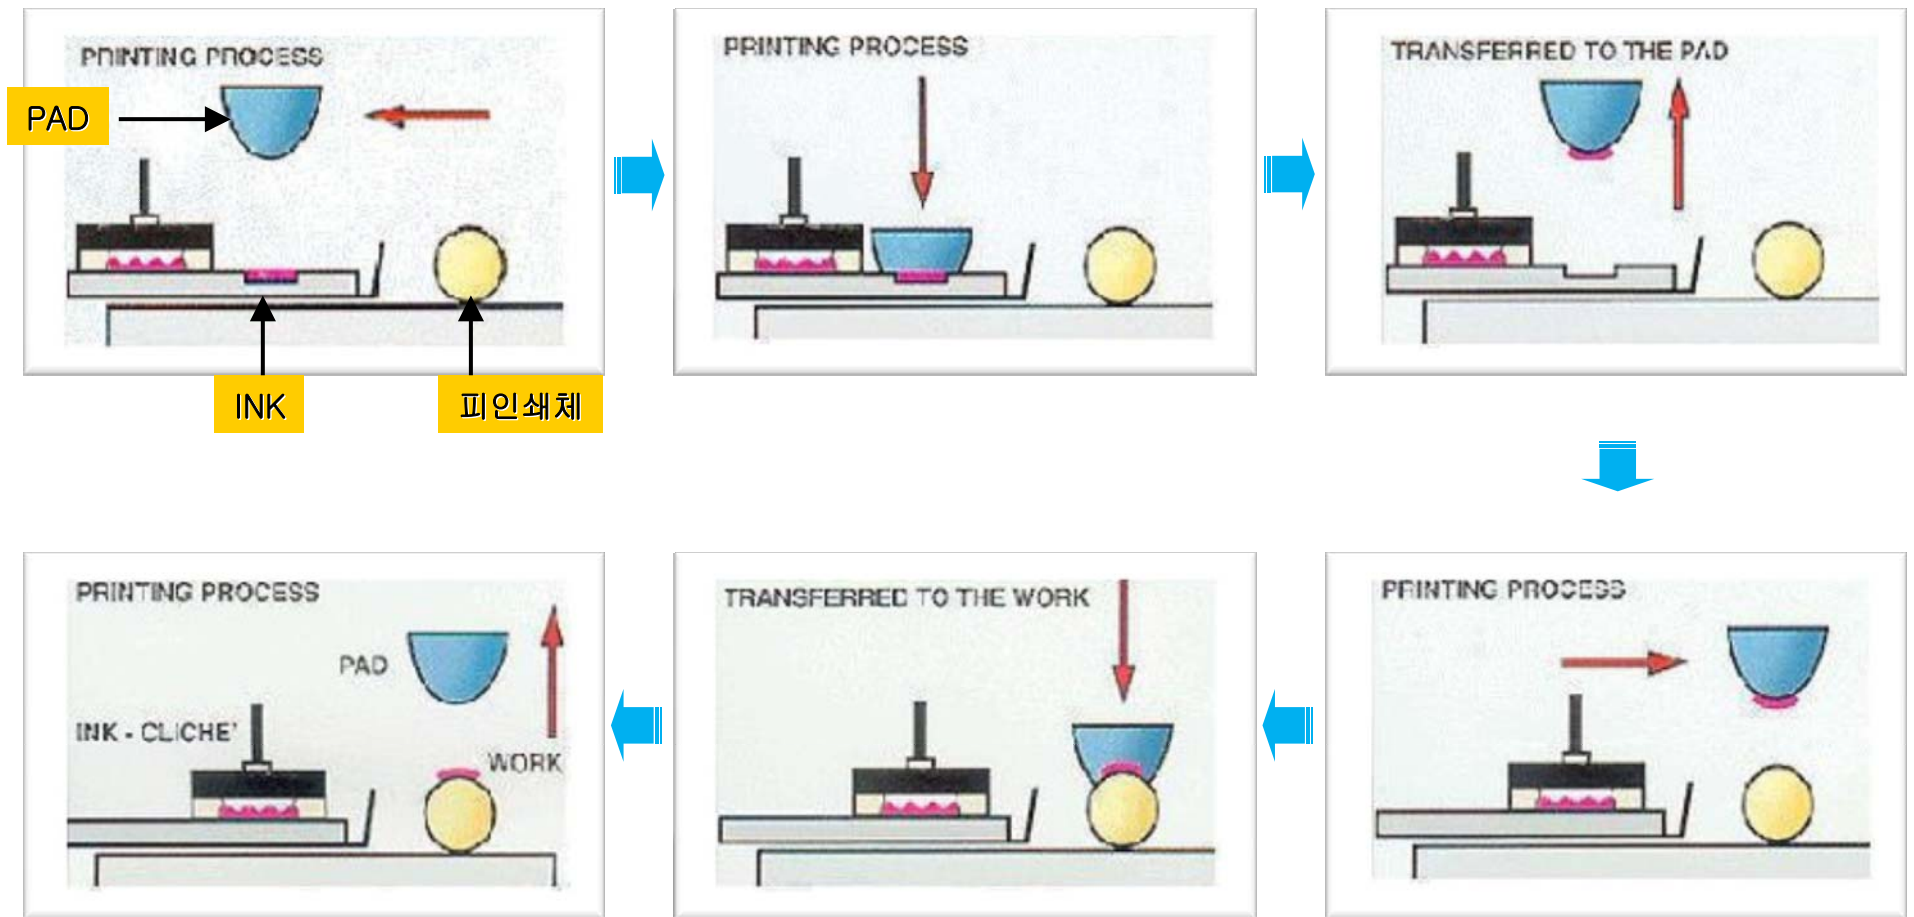 PRINTING PROCESS
PAD
INK
피인쇄체
PRINTING PROCESS
TRANSFERRED TO THE PAD
PRINTING PROCESS
TRANSFERRED TO THE WORK
PRINTING PROCESS
PAD
INK - CLICHE'
WORK